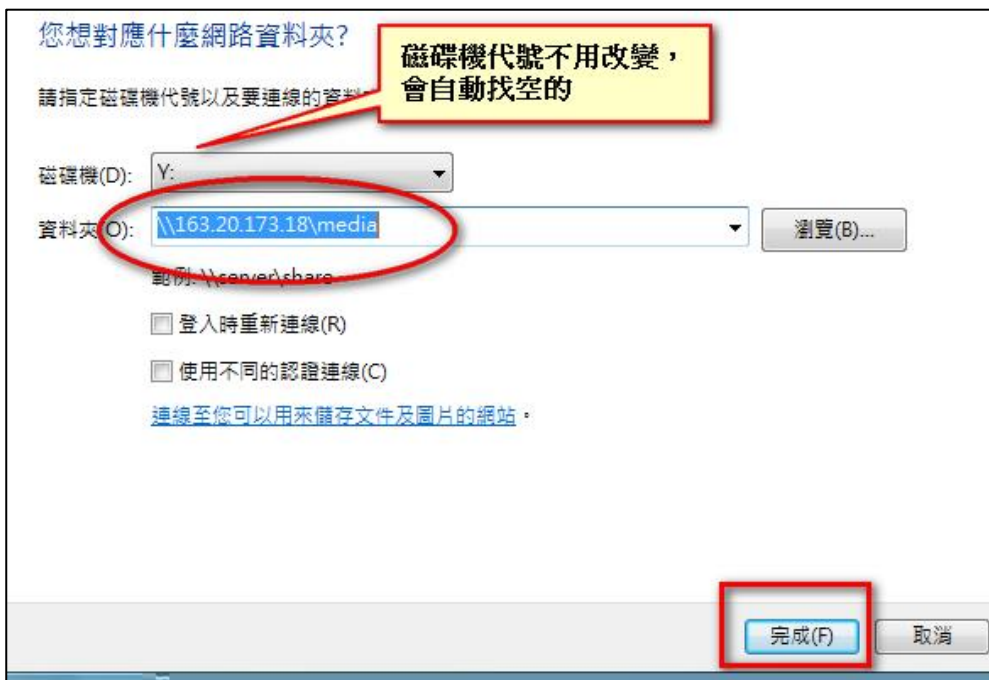 您想對應什麼網路資料夾?
磁碟機代號不用改變，
會自動找空的
請指定磁碟機代號以及要連線的資料
磁碟機(D):
Y:
資料夾(O):
\\163.20.173.18\media
瀏覽(B)...
範例: \\server\share
登入時重新連線(R)
使用不同的認證連線(C)
連線至您可以用來儲存文件及圖片的網站。
完成(F)
取消